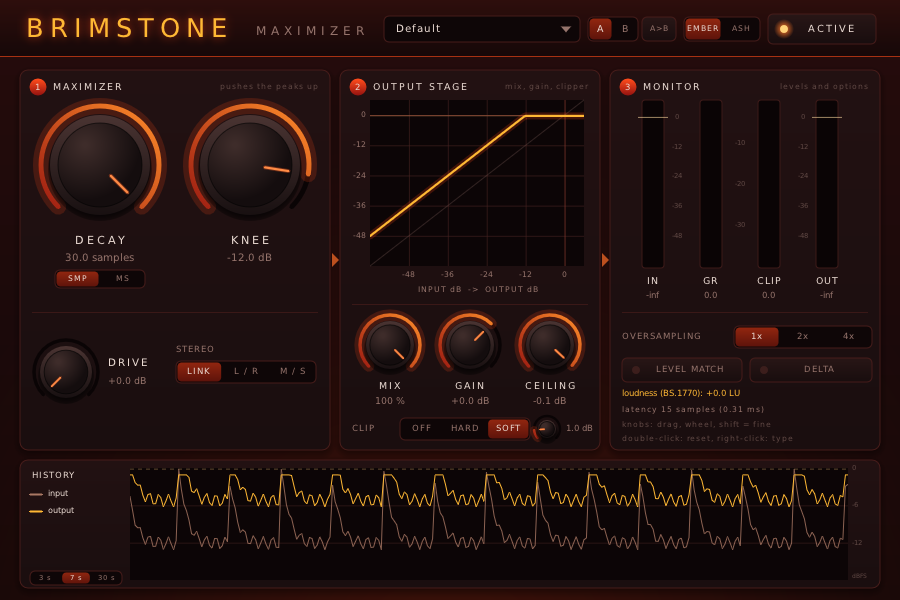 BRIMSTONE MAXIMIZER Default A B A>B EMBER ASH ACTIVE
1 MAXIMIZER pushes the peaks up
DECAY KNEE
30.0 samples -12.0 dB
SMP MS
DRIVE
+0.0 dB
STEREO
LINK L / R M / S
2 OUTPUT STAGE mix, gain, clipper
0
-12
-24
-36
-48
-48 -36 -24 -12 0
INPUT dB -> OUTPUT dB
MIX GAIN CEILING
100 % +0.0 dB -0.1 dB
CLIP OFF HARD SOFT 1.0 dB
3 MONITOR levels and options
0 0
-12 -10 -12
-24 -20 -24
-36 -30 -36
-48 -48
IN GR CLIP OUT
-inf 0.0 0.0 -inf
OVERSAMPLING 1x 2x 4x
LEVEL MATCH DELTA
loudness (BS.1770): +0.0 LU
latency 15 samples (0.31 ms)
knobs: drag, wheel, shift = fine
double-click: reset, right-click: type
HISTORY
input
output
3 s 7 s 30 s
0
-6
-12
dBFS